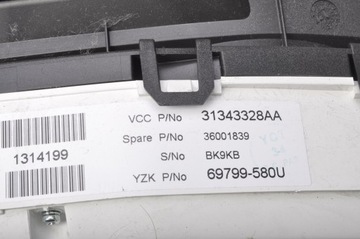 VCC P/No 31343328AA
Spare P/No 36001839
S/No BK9KB
YZK P/No 69799-580U
1314199